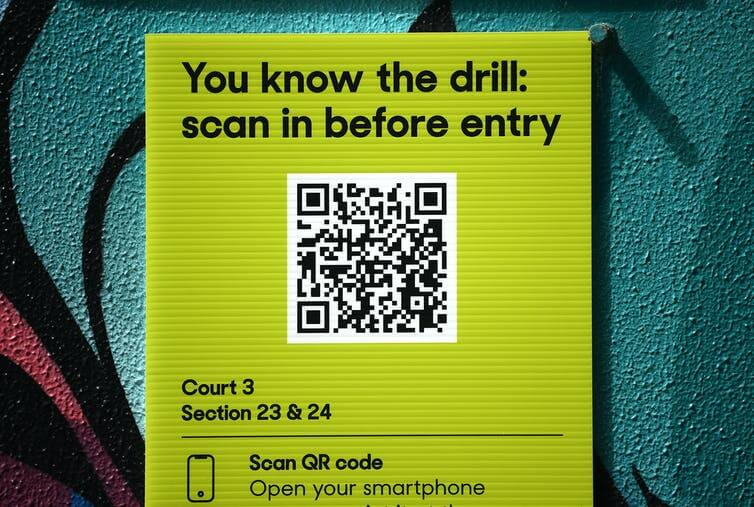 You know the drill:
scan in before entry
Court 3
Section 23 & 24
Scan QR code
Open your smartphone